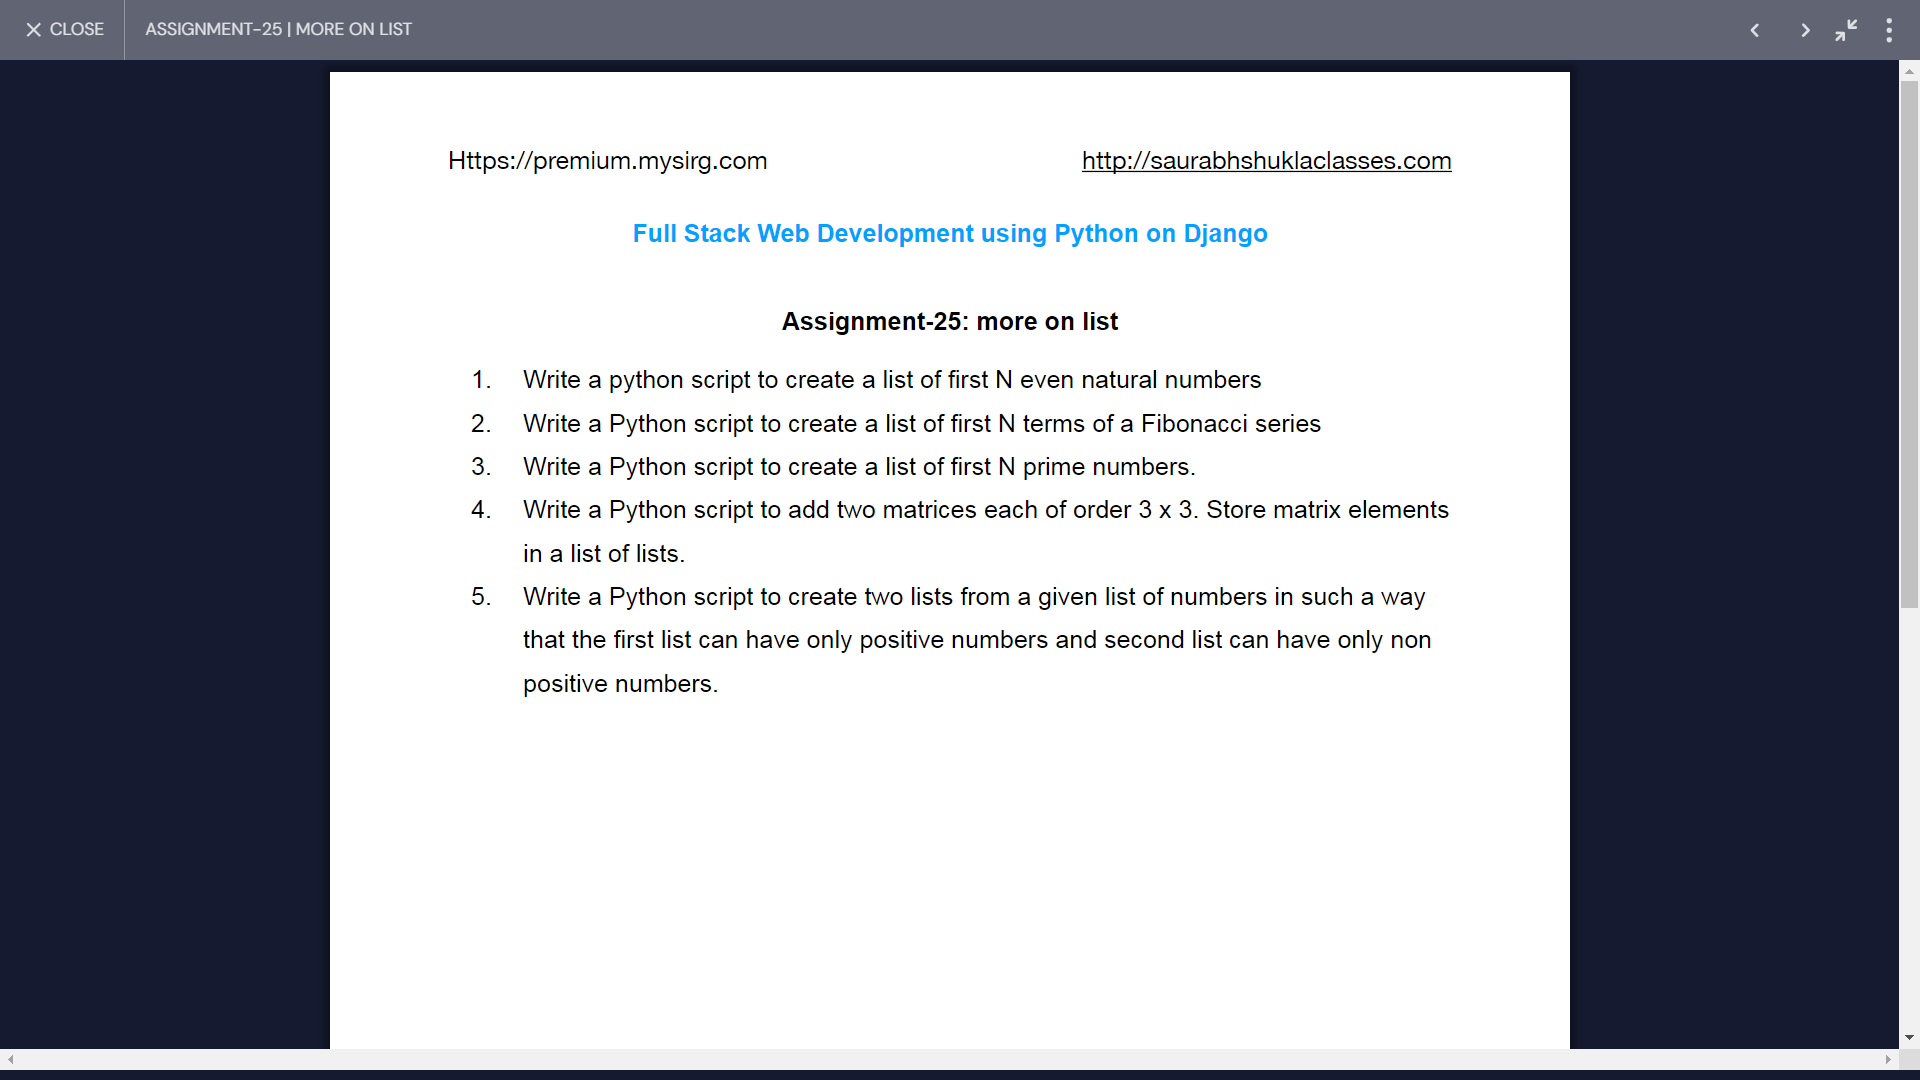 CLOSE
ASSIGNMENT-25 | MORE ON LIST
Https://premium.mysirg.com
http://saurabhshuklaclasses.com
Full Stack Web Development using Python on Django
Assignment-25: more on list
1. Write a python script to create a list of first N even natural numbers
2. Write a Python script to create a list of first N terms of a Fibonacci series
3. Write a Python script to create a list of first N prime numbers.
4. Write a Python script to add two matrices each of order 3 x 3. Store matrix elements
in a list of lists.
5. Write a Python script to create two lists from a given list of numbers in such a way
that the first list can have only positive numbers and second list can have only non
positive numbers.